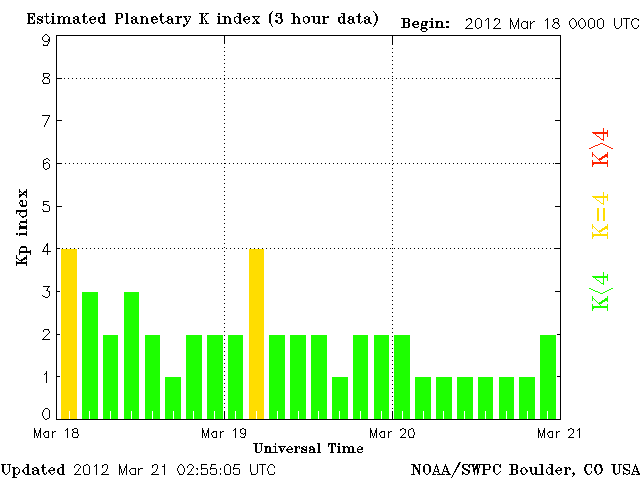 Estimated Planetary K index (3 hour data) Begin: 2012 Mar 18 0000 UTC
9
8
7
6
5
4
3
2
1
0
Kp index
K>4
K=4
K<4
Mar 18 Mar 19 Mar 20 Mar 21
Universal Time
Updated 2012 Mar 21 02:55:05 UTC NOAA/SWPC Boulder, CO USA